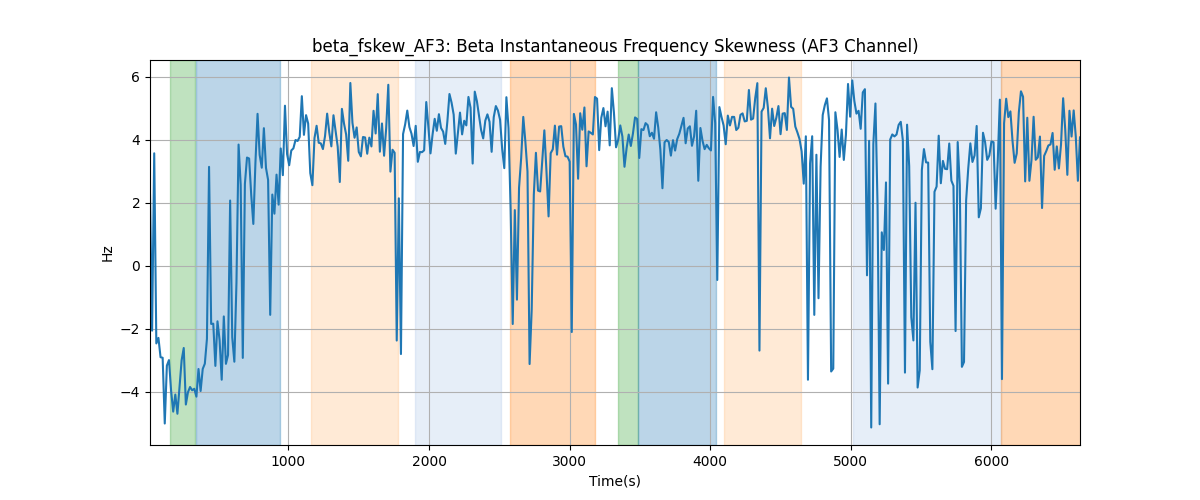 beta_fskew_AF3: Beta Instantaneous Frequency Skewness (AF3 Channel)
6
4
2
0
−2
−4
Hz
1000 2000 3000 4000 5000 6000
Time(s)